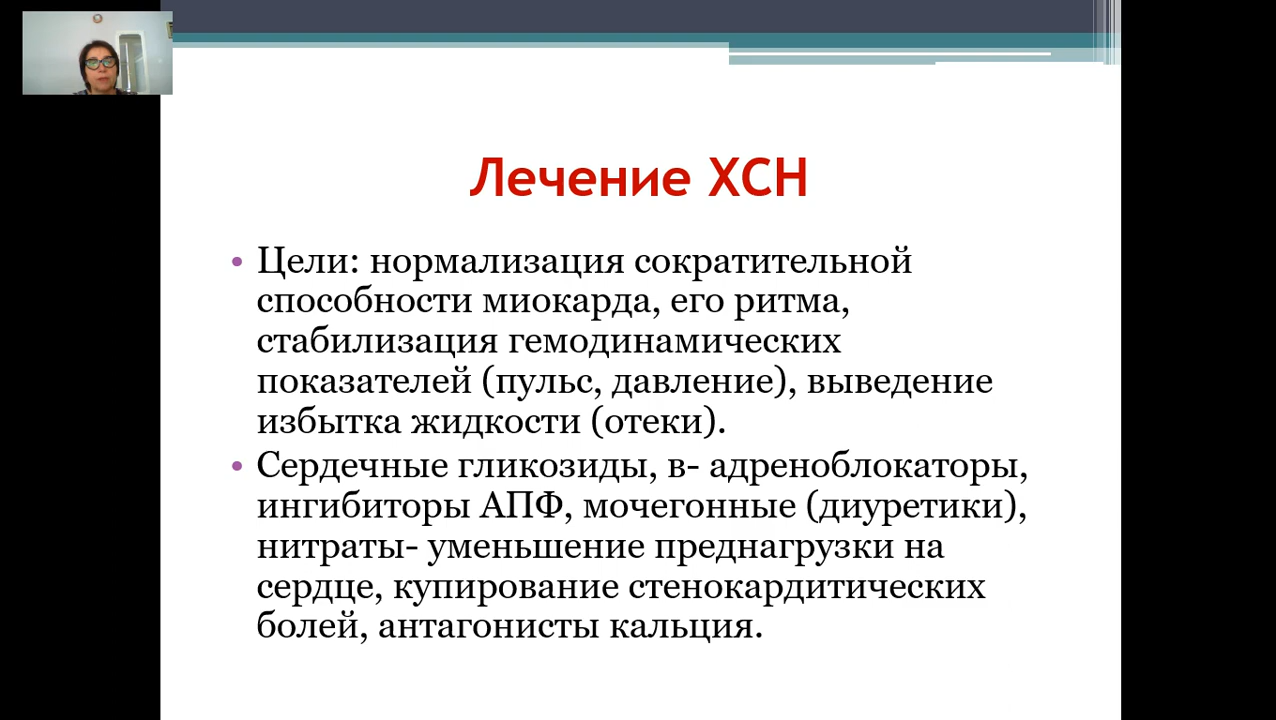 Лечение ХСН
• Цели: нормализация сократительной
способности миокарда, его ритма,
стабилизация гемодинамических
показателей (пульс, давление), выведение
избытка жидкости (отеки).
• Сердечные гликозиды, в- адреноблокаторы,
ингибиторы АПФ, мочегонные (диуретики),
нитраты- уменьшение преднагрузки на
сердце, купирование стенокардитических
болей, антагонисты кальция.